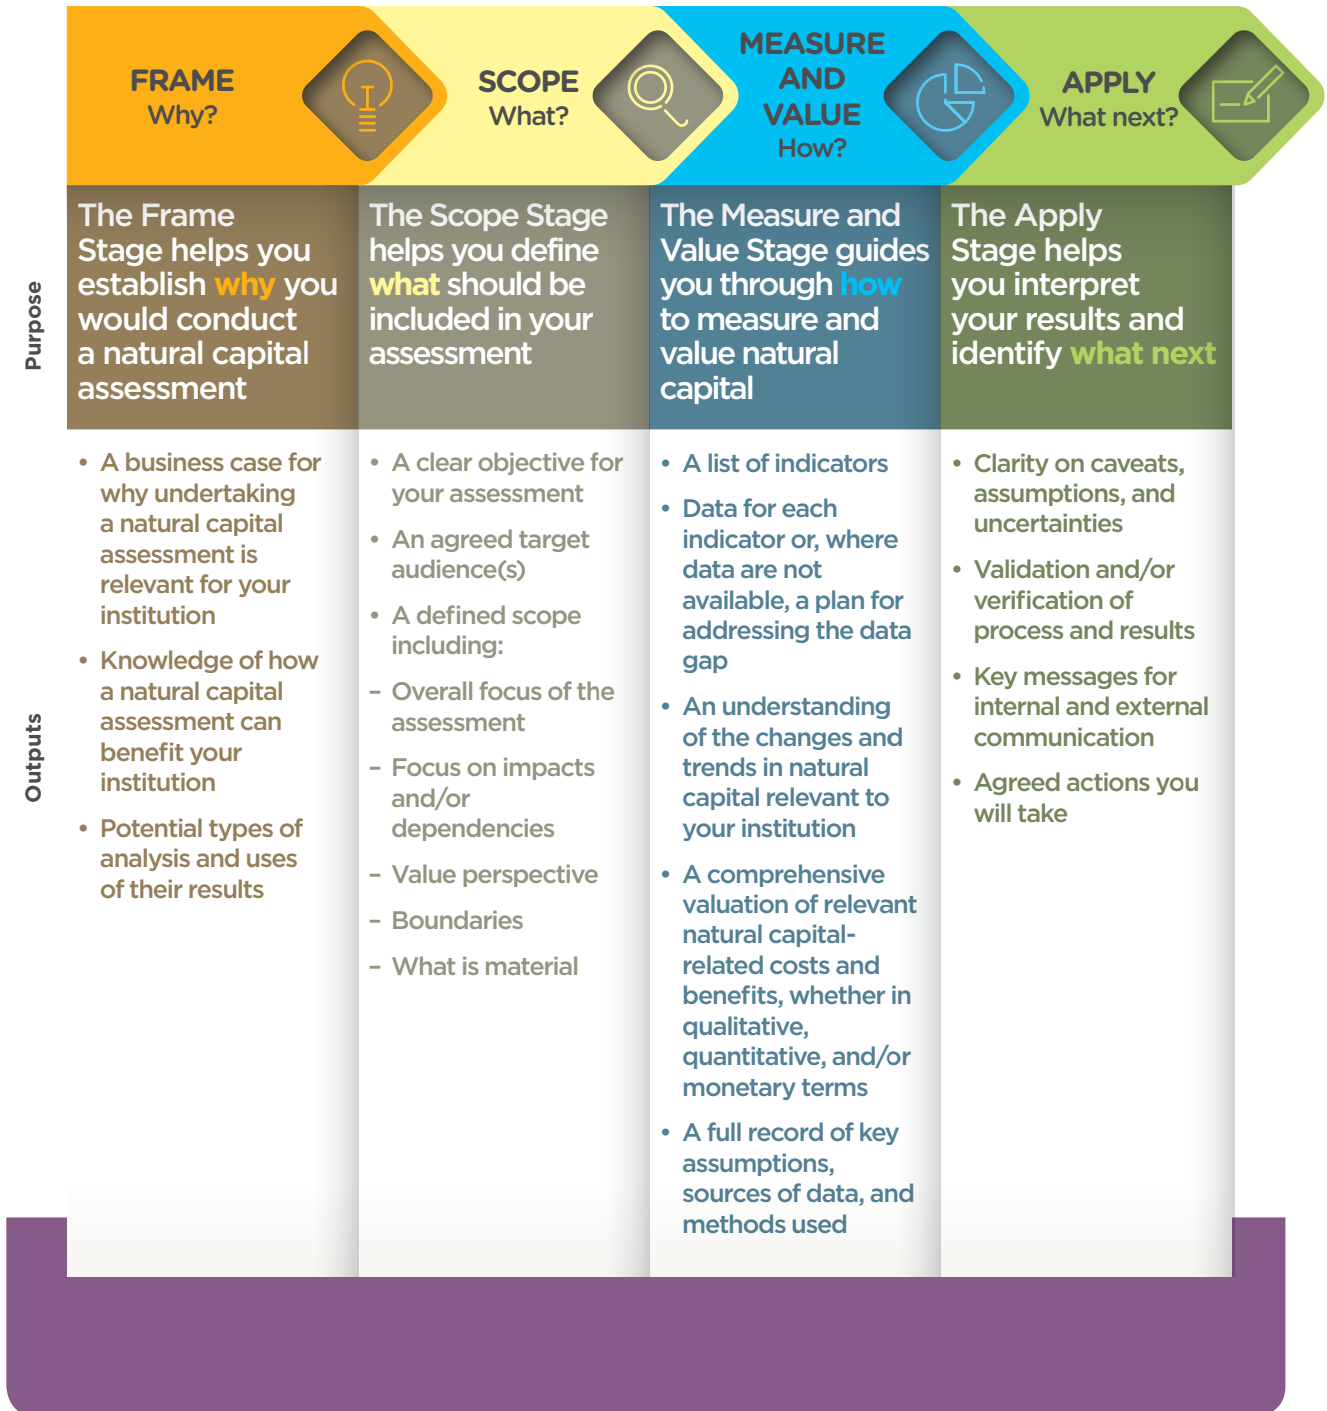 FRAME
Why?
SCOPE
What?
MEASURE
AND
VALUE
How?
APPLY
What next?
Purpose
The Frame
Stage helps you
establish why you
would conduct
a natural capital
assessment
The Scope Stage
helps you define
what should be
included in your
assessment
The Measure and
Value Stage guides
you through how
to measure and
value natural
capital
The Apply
Stage helps
you interpret
your results and
identify what next
Outputs
• A business case for
why undertaking
a natural capital
assessment is
relevant for your
institution
• Knowledge of how
a natural capital
assessment can
benefit your
institution
• Potential types of
analysis and uses
of their results
• A clear objective for
your assessment
• An agreed target
audience(s)
• A defined scope
including:
– Overall focus of the
assessment
– Focus on impacts
and/or
dependencies
– Value perspective
– Boundaries
– What is material
• A list of indicators
• Data for each
indicator or, where
data are not
available, a plan for
addressing the data
gap
• An understanding
of the changes and
trends in natural
capital relevant to
your institution
• A comprehensive
valuation of relevant
natural capital-
related costs and
benefits, whether in
qualitative,
quantitative, and/or
monetary terms
• A full record of key
assumptions,
sources of data, and
methods used
• Clarity on caveats,
assumptions, and
uncertainties
• Validation and/or
verification of
process and results
• Key messages for
internal and external
communication
• Agreed actions you
will take